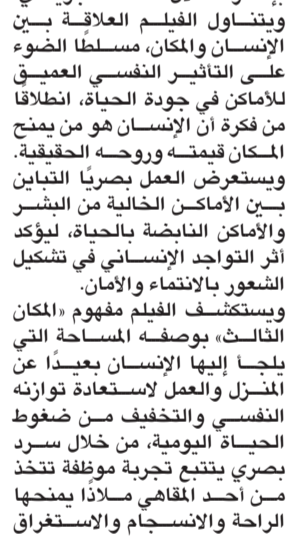 ويتناول الفيلم العلاقة بين
الإنسان والمكان، مسلطًا الضوء
على التأثير النفسي العميق
للأماكن في جودة الحياة، انطلاقًا
من فكرة أن الإنسان هو من يمنح
المكان قيمته وروحه الحقيقية.
ويستعرض العمل بصريًا التباين
بين الأماكن الخالية من البشر
والأماكن النابضة بالحياة، ليؤكد
أثر التواجد الإنساني في تشكيل
الشعور بالانتماء والأمان.
ويستكشف الفيلم مفهوم «المكان
الثالث» بوصفه المساحة التي
يلجأ إليها الإنسان بعيدًا عن
المنزل والعمل لاستعادة توازنه
النفسي والتخفيف من ضغوط
الحياة اليومية، من خلال سرد
بصري يتتبع تجربة موظفة تتخذ
من أحد المقاهي ملاذًا يمنحها
الراحة والانسجام والاستغراق